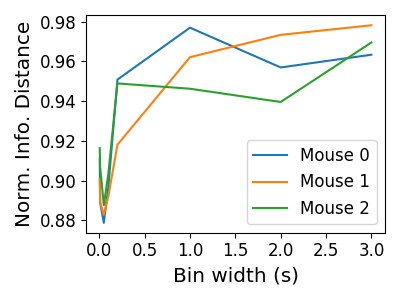 0.98
0.96
0.94
0.92
0.90
0.88
Norm. Info. Distance
Mouse 0
Mouse 1
Mouse 2
0.0 0.5 1.0 1.5 2.0 2.5 3.0
Bin width (s)